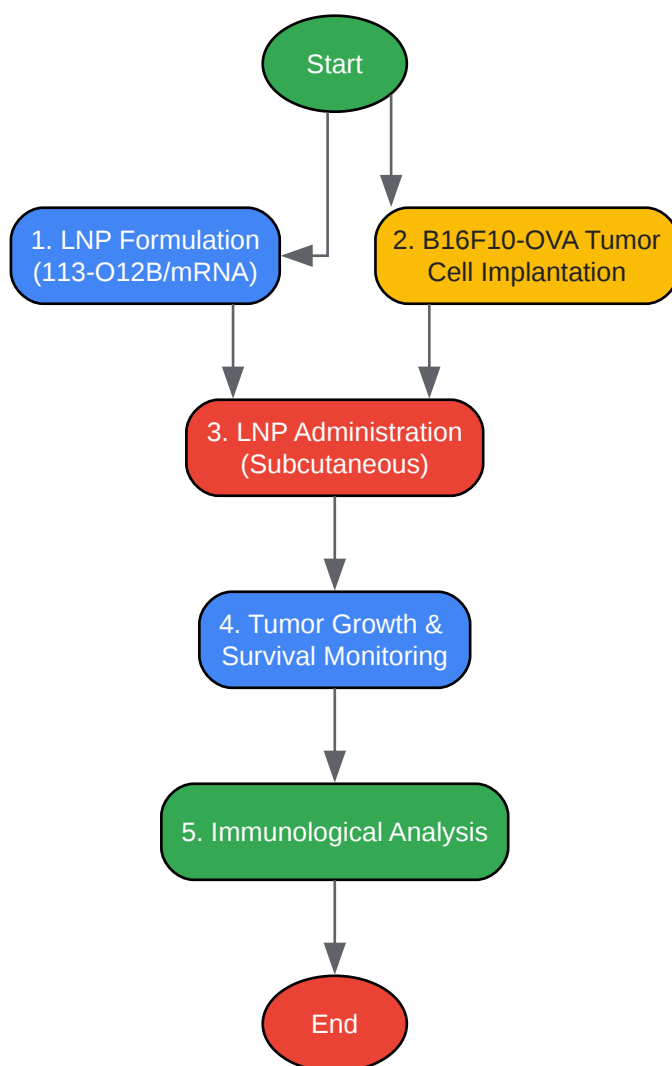 Start
1. LNP Formulation
(113-O12B/mRNA)
2. B16F10-OVA Tumor
Cell Implantation
3. LNP Administration
(Subcutaneous)
4. Tumor Growth &
Survival Monitoring
5. Immunological Analysis
End